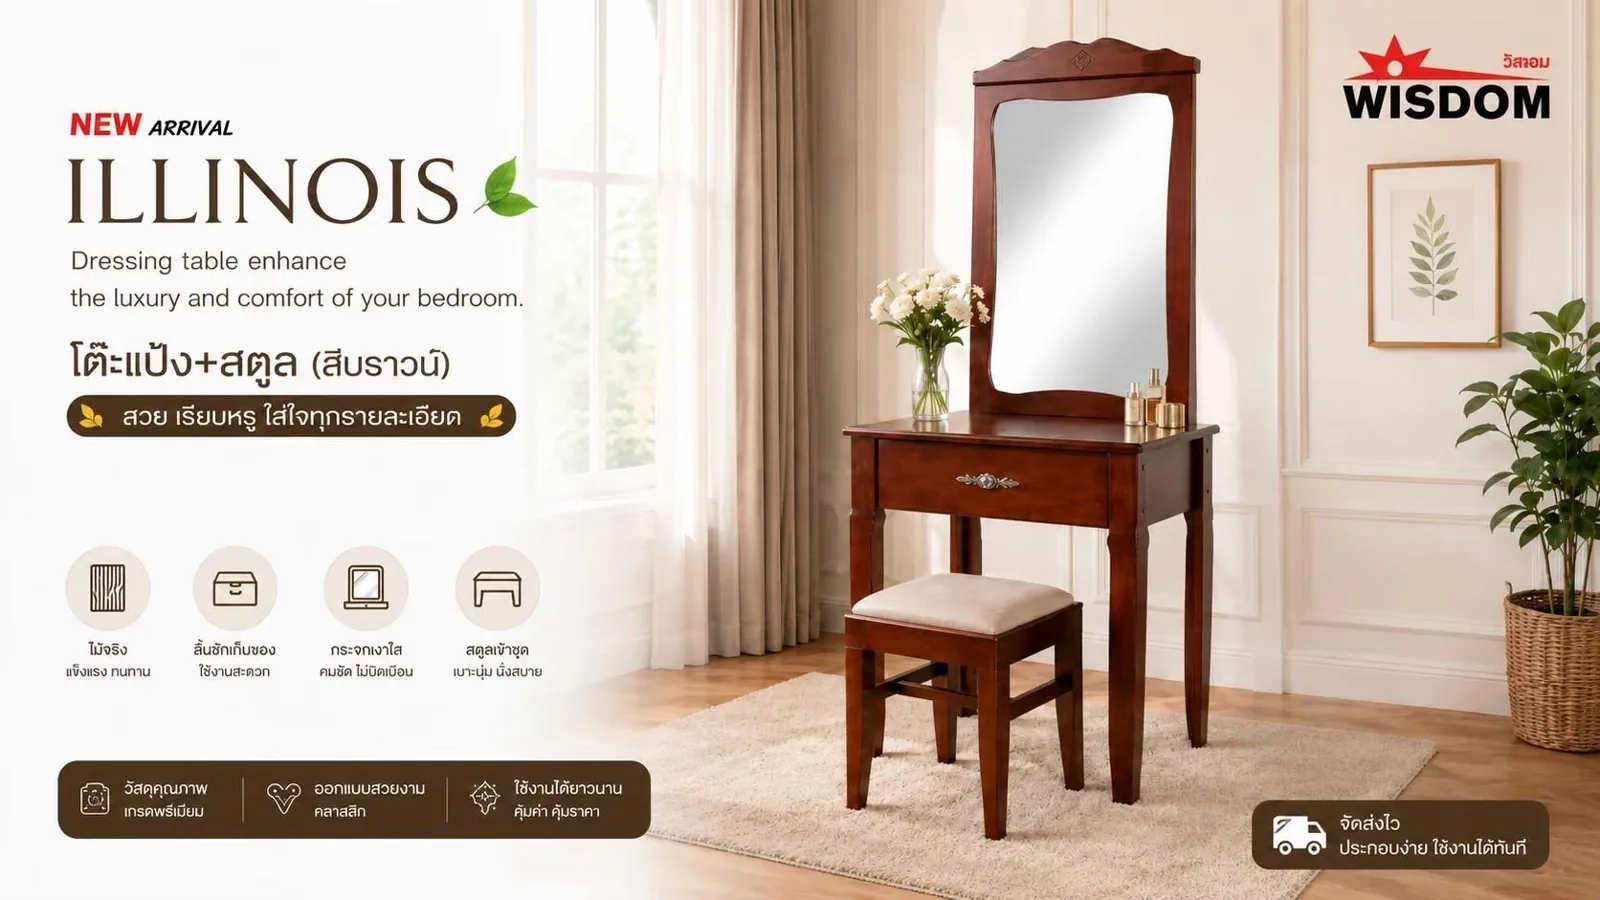 NEW ARRIVAL
ILLINOIS
Dressing table enhance
the luxury and comfort of your bedroom.
โต๊ะแป้ง+สตูล (สีบราวน์)
สวย เรียบหรู ใส่ใจทุกรายละเอียด
ไม้จริง
แข็งแรง ทนทาน
ลิ้นชักเก็บของ
ใช้งานสะดวก
กระจกเงาใส
คมชัด ไม่บิดเบือน
สตูลเข้าชุด
เบาะนุ่ม นั่งสบาย
วัสดุคุณภาพ
เกรดพรีเมียม
ออกแบบสวยงาม
คลาสสิก
ใช้งานได้ยาวนาน
คุ้มค่า คุ้มราคา
วิสดอม
WISDOM
จัดส่งไว
ประกอบง่าย ใช้งานได้ทันที